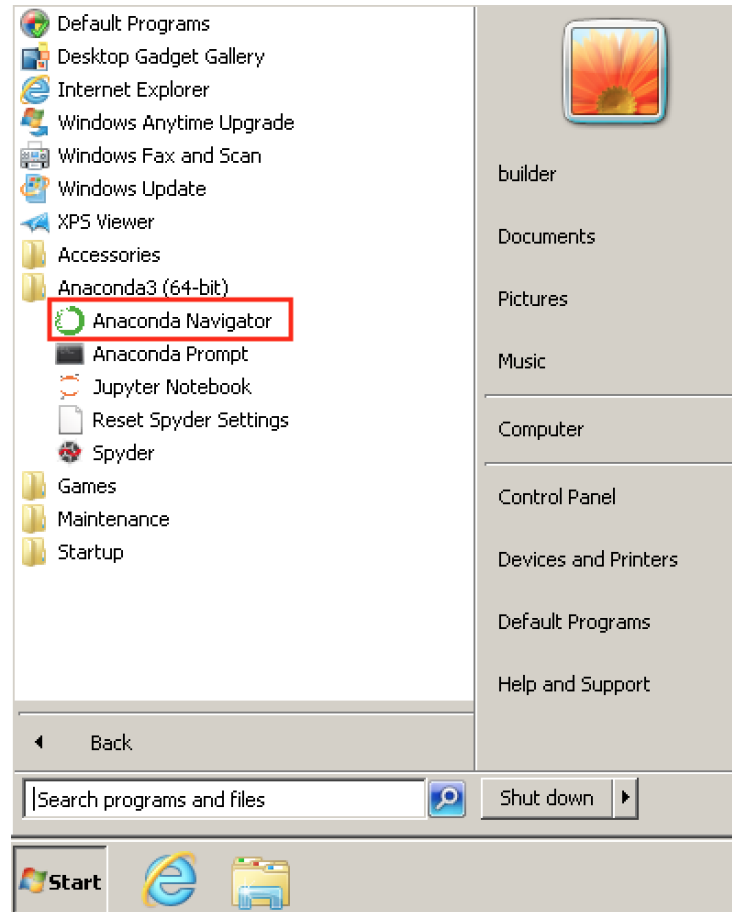 Default Programs
Desktop Gadget Gallery
Internet Explorer
Windows Anytime Upgrade
Windows Fax and Scan
Windows Update
XPS Viewer
Accessories
Anaconda3 (64-bit)
Anaconda Navigator
Anaconda Prompt
Jupyter Notebook
Reset Spyder Settings
Spyder
Games
Maintenance
Startup
Back
Search programs and files
builder
Documents
Pictures
Music
Computer
Control Panel
Devices and Printers
Default Programs
Help and Support
Shut down
Start